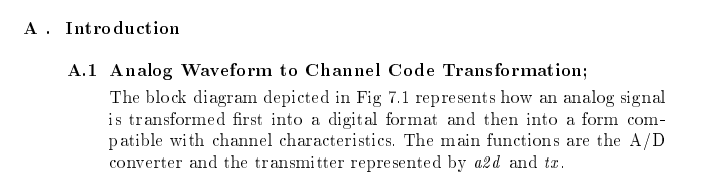 A . Introduction
A.1 Analog Waveform to Channel Code Transformation;
The block diagram depicted in Fig 7.1 represents how an analog signal
is transformed first into a digital format and then into a form com-
patible with channel characteristics. The main functions are the A/D
converter and the transmitter represented by a2d and tx.